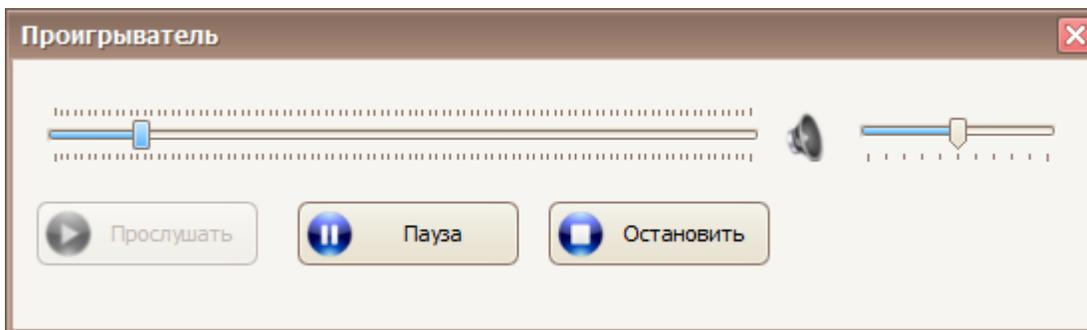 Проигрыватель
Прослушать Пауза Остановить